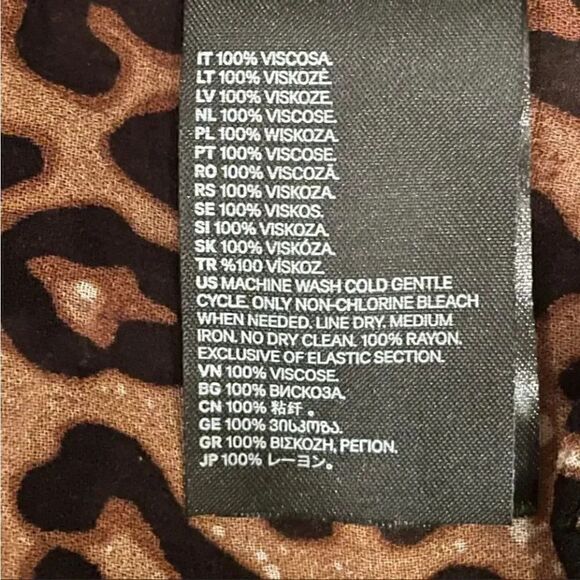 IT 100% VISCOSA.
LT 100% VISKOZĖ.
LV 100% VISKOZE.
NL 100% VISCOSE.
PL 100% WISKOZA.
PT 100% VISCOSE.
RO 100% VISCOZĂ.
RS 100% VISKOZA.
SE 100% VISKOS.
SI 100% VISKOZA.
SK 100% VISKÓZA.
TR %100 VİSKOZ.
US MACHINE WASH COLD GENTLE
CYCLE. ONLY NON-CHLORINE BLEACH
WHEN NEEDED. LINE DRY. MEDIUM
IRON. NO DRY CLEAN. 100% RAYON.
EXCLUSIVE OF ELASTIC SECTION.
VN 100% VISCOSE.
BG 100% ВИСКОЗА.
CN 100% 粘纤 。
GE 100% ვისკოზა.
GR 100% ΒΙΣΚΟΖΗ, ΡΕΓΙΟΝ.
JP 100% レーヨン。